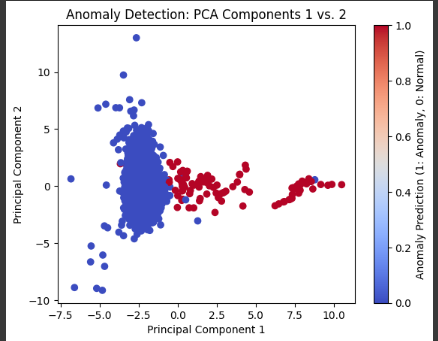 Anomaly Detection: PCA Components 1 vs. 2
10
5
0
−5
−10
Principal Component 2
−7.5 −5.0 −2.5 0.0 2.5 5.0 7.5 10.0
Principal Component 1
1.0
0.8
0.6
0.4
0.2
0.0
Anomaly Prediction (1: Anomaly, 0: Normal)